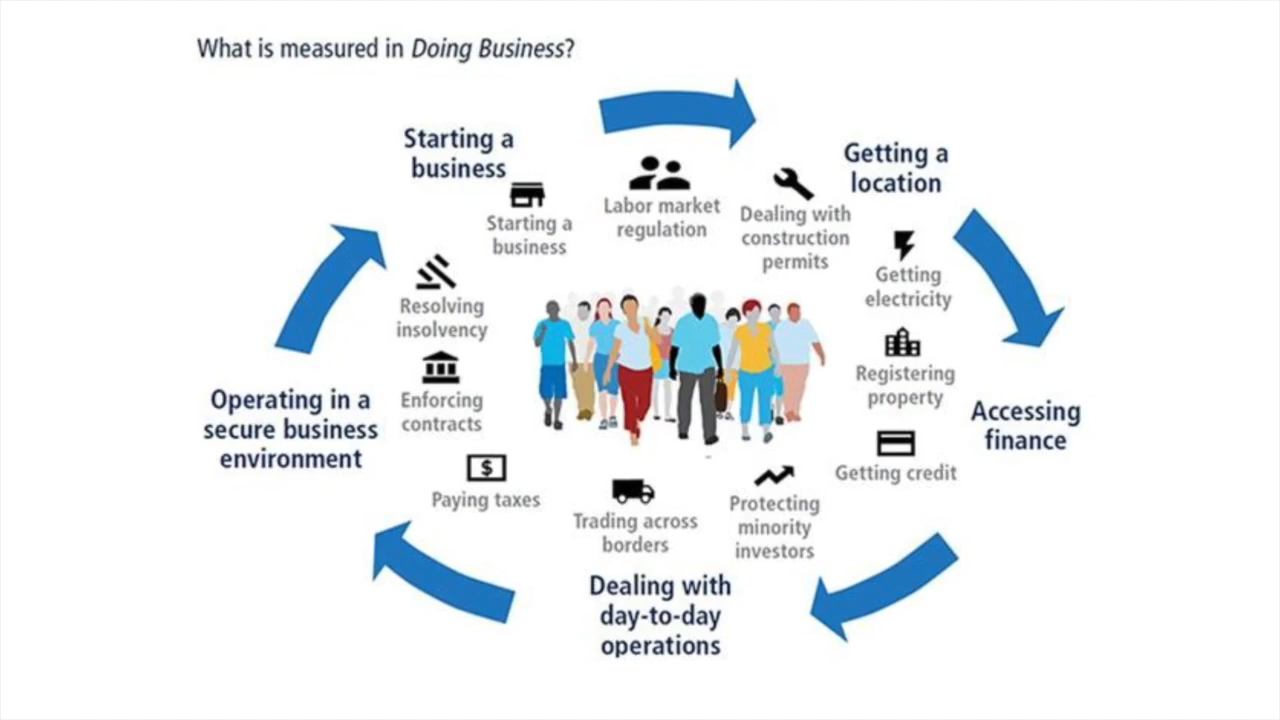 What is measured in Doing Business?
Starting a
business
Starting a
business
Labor market
regulation
Dealing with
construction
permits
Getting a
location
Getting
electricity
Registering
property
Accessing
finance
Getting credit
Protecting
minority
investors
Trading across
borders
Dealing with
day-to-day
operations
Paying taxes
$
Enforcing
contracts
Operating in a
secure business
environment
Resolving
insolvency